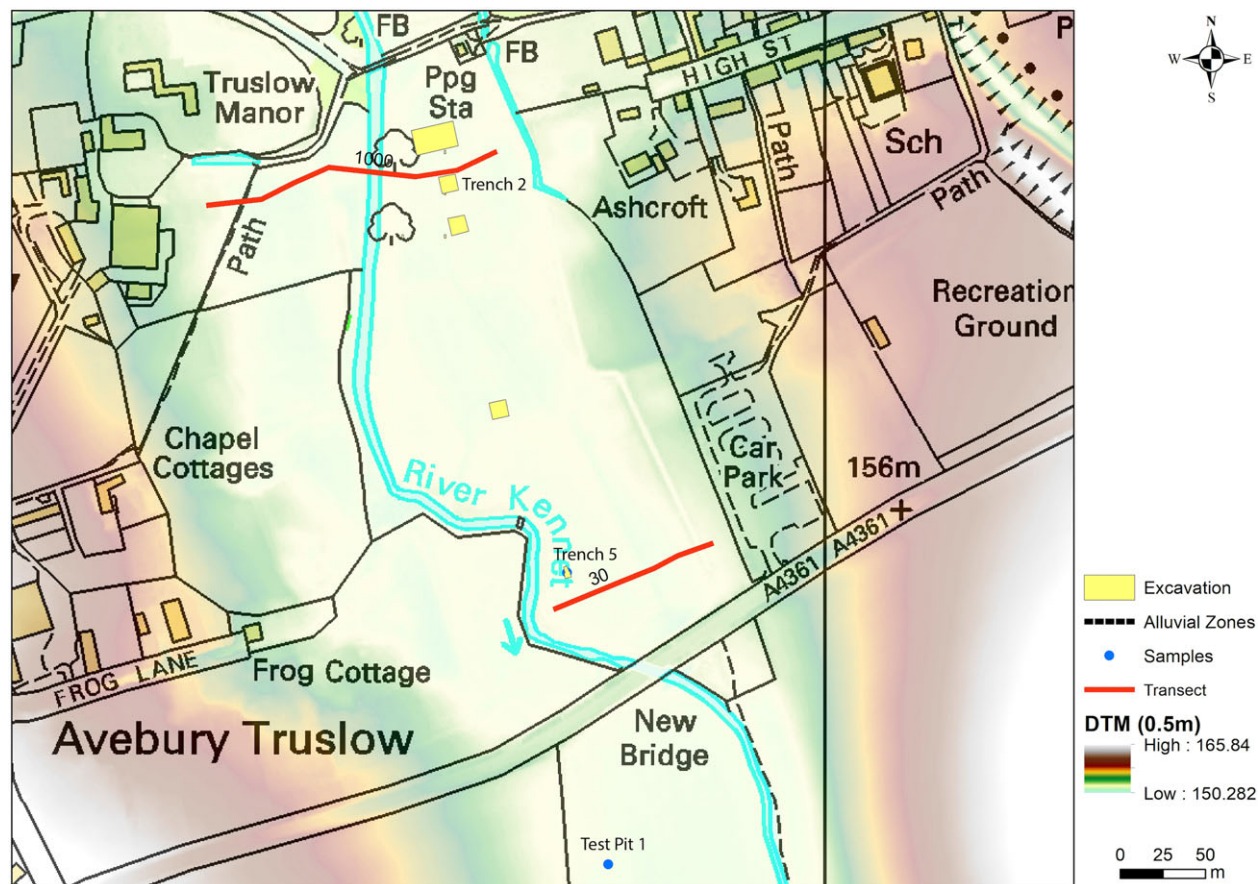 FB
FB
Truslow
Manor
Ppg
Sta
HIGH ST
P
Sch
Path
Path
1000
Trench 2
Ashcroft
Path
Recreation
Ground
Chapel
Cottages
Car
Park
156m
River Kennet
A4361
A4361
Trench 5
30
FROG LANE
Frog Cottage
Avebury Truslow
New
Bridge
Test Pit 1
N
W
E
S
Excavation
Alluvial Zones
Samples
Transect
DTM (0.5m)
High : 165.84
Low : 150.282
0 25 50
m